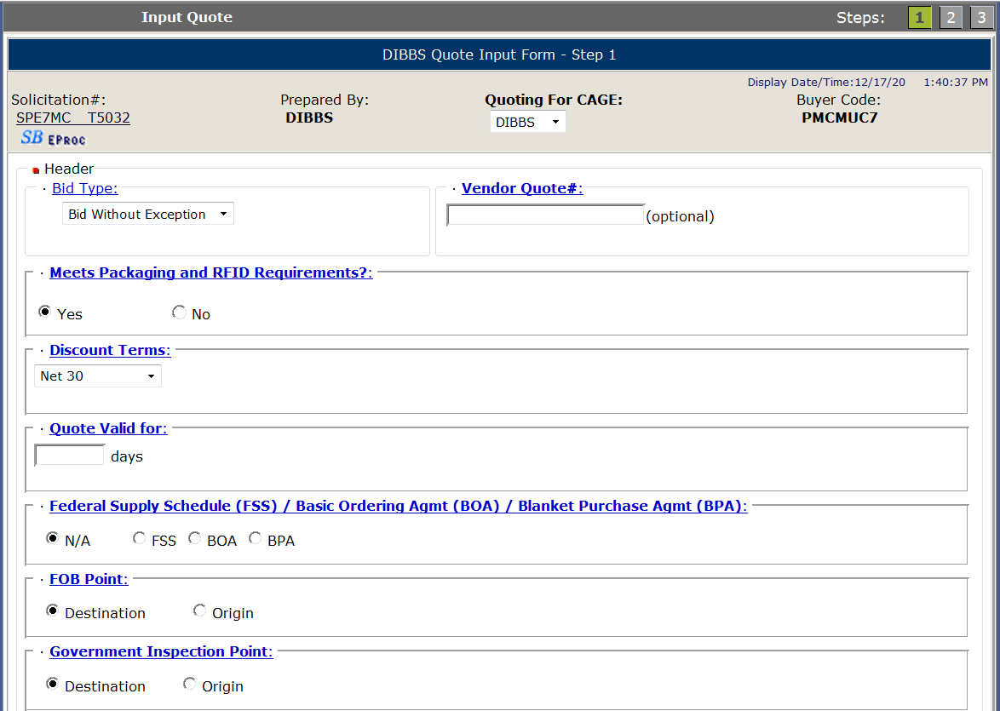 Input Quote Steps: 1 2 3
DIBBS Quote Input Form - Step 1
Display Date/Time:12/17/20 1:40:37 PM
Solicitation#: Prepared By: Quoting For CAGE: Buyer Code:
SPE7MC T5032 DIBBS DIBBS PMCMUC7
SB EPROC
Header
· Bid Type: · Vendor Quote#:
Bid Without Exception (optional)
· Meets Packaging and RFID Requirements?:
Yes No
· Discount Terms:
Net 30
· Quote Valid for:
days
· Federal Supply Schedule (FSS) / Basic Ordering Agmt (BOA) / Blanket Purchase Agmt (BPA):
N/A FSS BOA BPA
· FOB Point:
Destination Origin
· Government Inspection Point:
Destination Origin